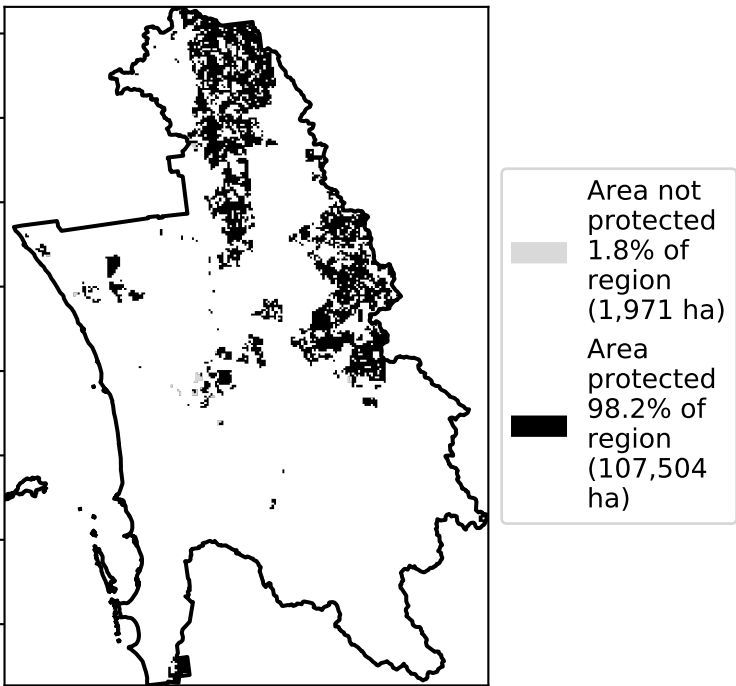 Area not
protected
1.8% of
region
(1,971 ha)
Area
protected
98.2% of
region
(107,504
ha)